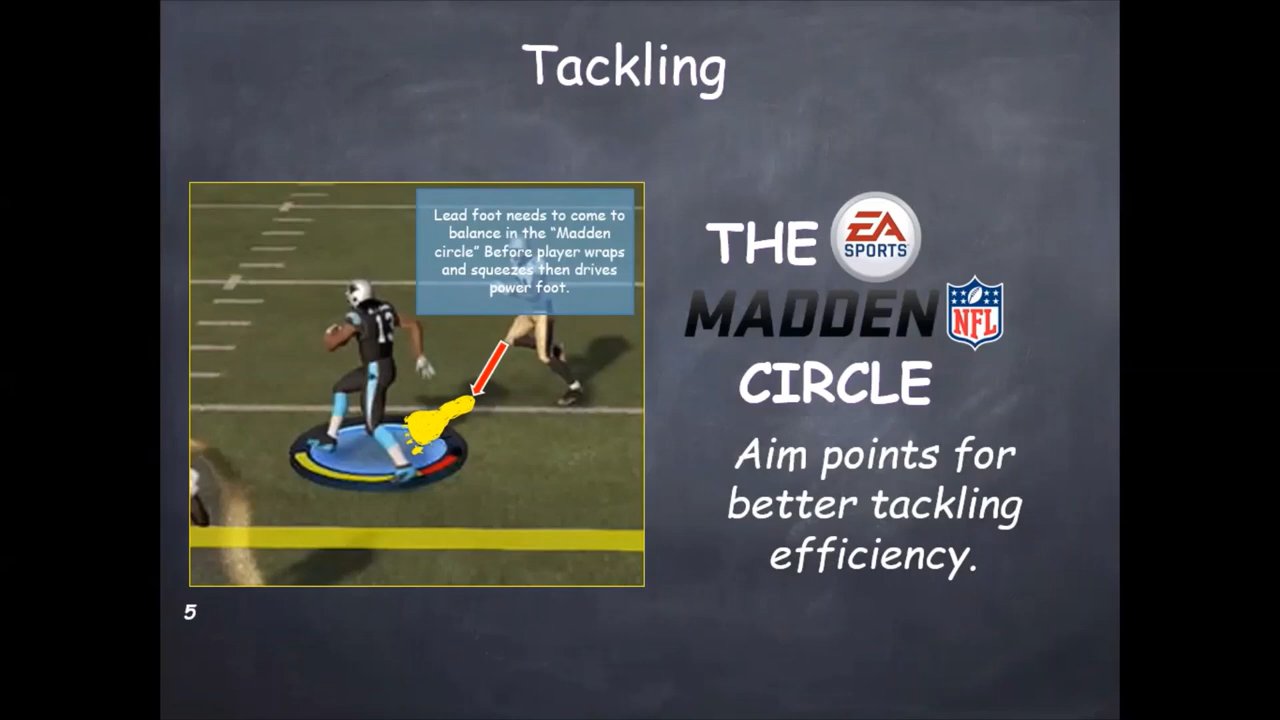 Tackling
Lead foot needs to come to
balance in the “Madden
circle” Before player wraps
and squeezes then drives
power foot.
13
THE
EA
SPORTS
MADDEN
NFL
CIRCLE
Aim points for
better tackling
efficiency.
5